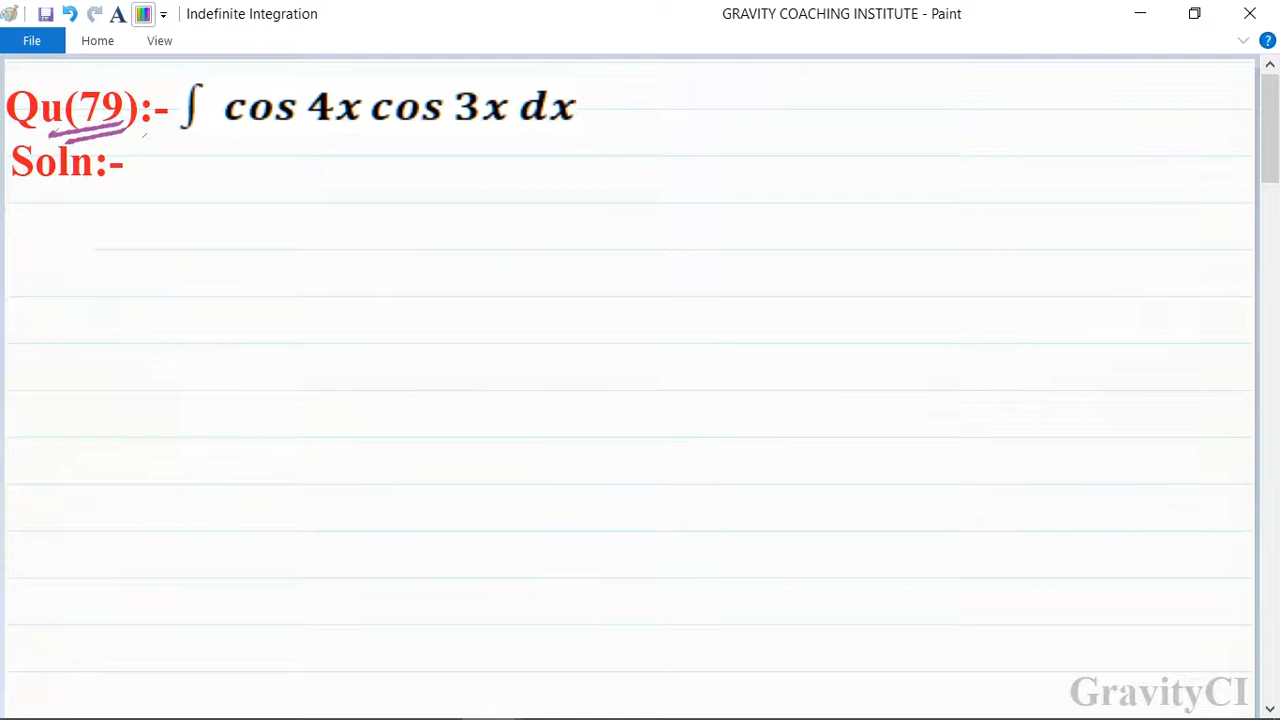 Indefinite Integration
GRAVITY COACHING INSTITUTE - Paint
File Home View
Qu(79):- ∫ cos 4x cos 3x dx
Soln:-
GravityCI